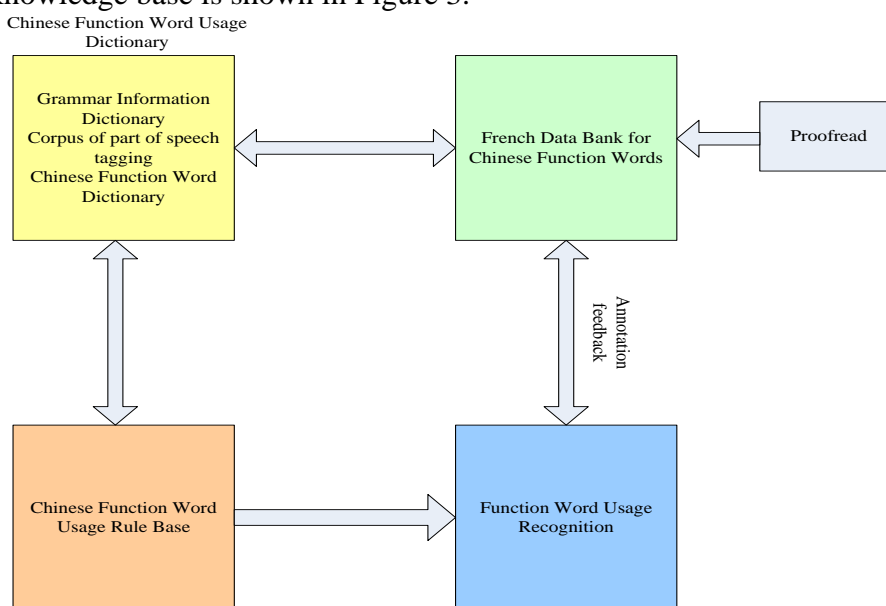 knowledge base is shown in Figure 3.
Chinese Function Word Usage
Dictionary
Grammar Information
Dictionary
Corpus of part of speech
tagging
Chinese Function Word
Dictionary
French Data Bank for
Chinese Function Words
Proofread
Annotation
feedback
Chinese Function Word
Usage Rule Base
Function Word Usage
Recognition